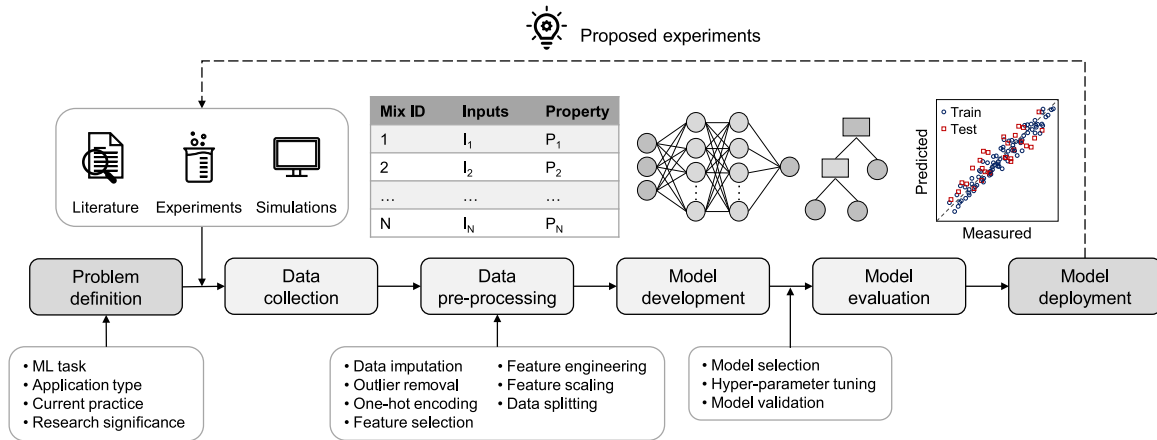 Proposed experiments
Literature Experiments Simulations
Mix ID Inputs Property
1 I₁ P₁
2 I₂ P₂
... ... ...
N I_N P_N
Train
Test
Predicted
Measured
Problem definition
Data collection
Data pre-processing
Model development
Model evaluation
Model deployment
• ML task
• Application type
• Current practice
• Research significance
• Data imputation
• Outlier removal
• One-hot encoding
• Feature selection
• Feature engineering
• Feature scaling
• Data splitting
• Model selection
• Hyper-parameter tuning
• Model validation